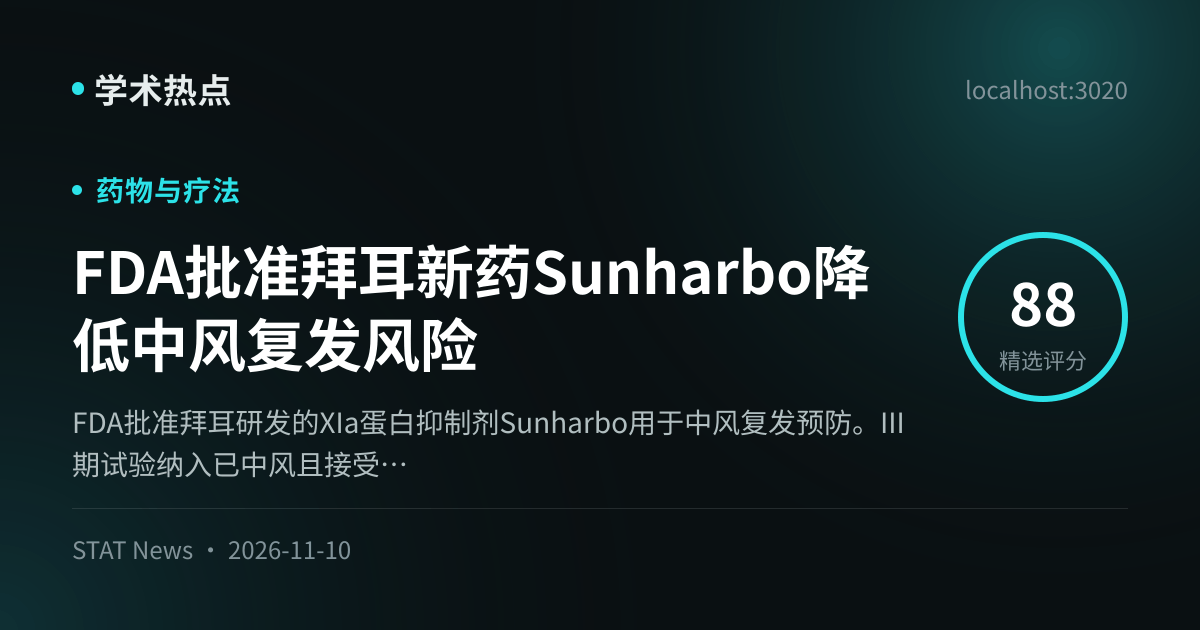 学术热点
localhost:3020
药物与疗法
FDA批准拜耳新药Sunharbo降
低中风复发风险
88
精选评分
FDA批准拜耳研发的XIa蛋白抑制剂Sunharbo用于中风复发预防。III
期试验纳入已中风且接受…
STAT News · 2026-11-10